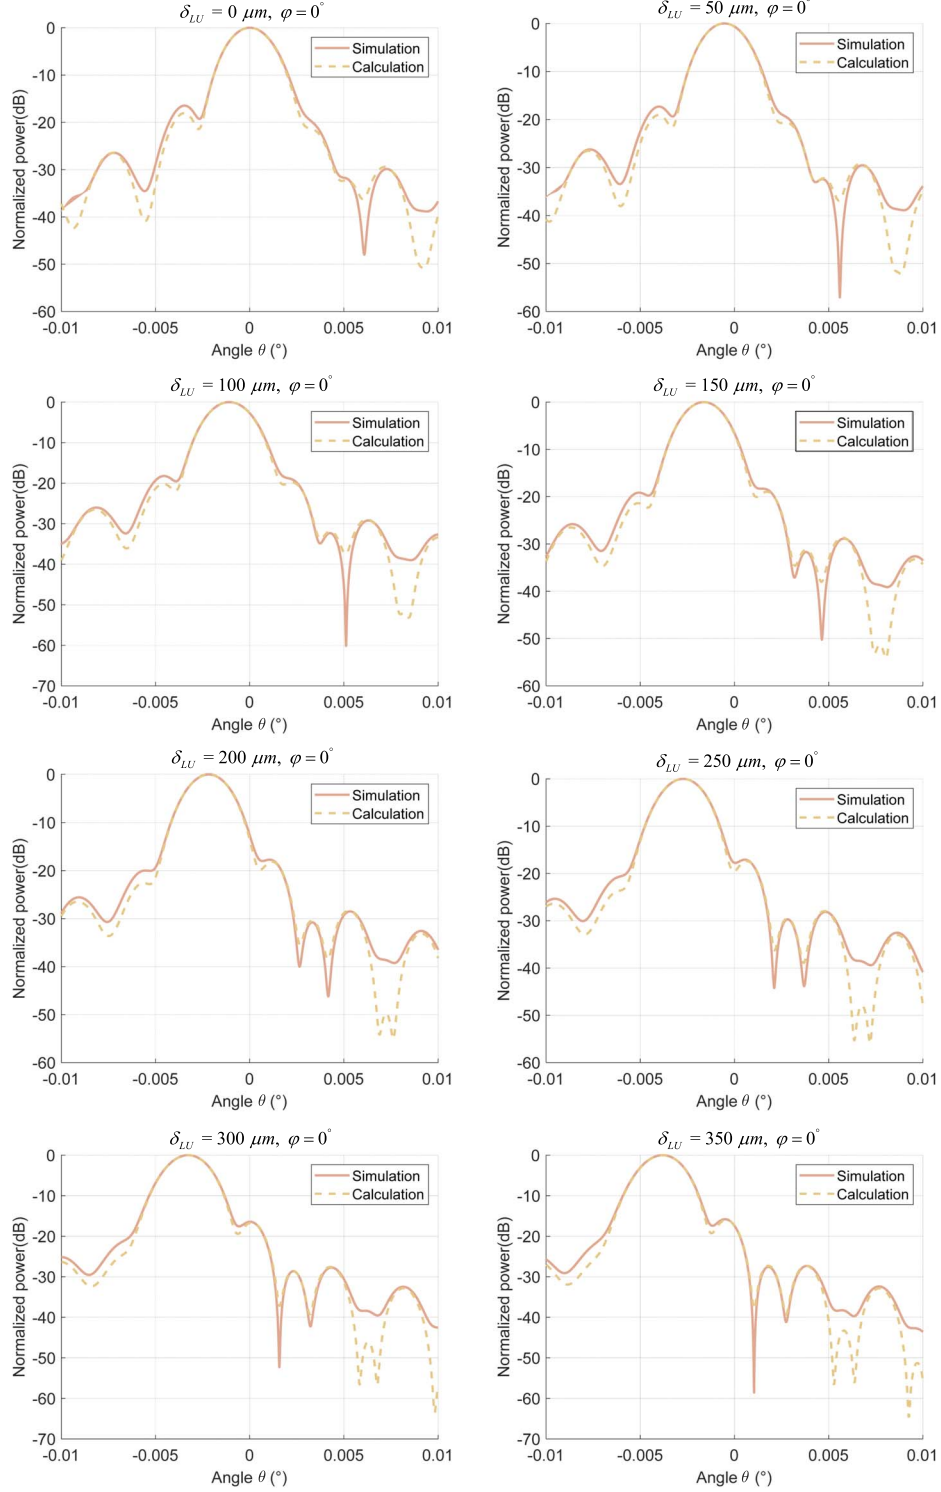 δ_LU = 0 μm, φ = 0°
0
-10
-20
-30
-40
-50
-60
Normalized power(dB)
Simulation
Calculation
-0.01 -0.005 0 0.005 0.01
Angle θ (°)
δ_LU = 50 μm, φ = 0°
0
-10
-20
-30
-40
-50
-60
Normalized power(dB)
Simulation
Calculation
-0.01 -0.005 0 0.005 0.01
Angle θ (°)
δ_LU = 100 μm, φ = 0°
0
-10
-20
-30
-40
-50
-60
-70
Normalized power(dB)
Simulation
Calculation
-0.01 -0.005 0 0.005 0.01
Angle θ (°)
δ_LU = 150 μm, φ = 0°
0
-10
-20
-30
-40
-50
-60
Normalized power(dB)
Simulation
Calculation
-0.01 -0.005 0 0.005 0.01
Angle θ (°)
δ_LU = 200 μm, φ = 0°
0
-10
-20
-30
-40
-50
-60
Normalized power(dB)
Simulation
Calculation
-0.01 -0.005 0 0.005 0.01
Angle θ (°)
δ_LU = 250 μm, φ = 0°
0
-10
-20
-30
-40
-50
-60
Normalized power(dB)
Simulation
Calculation
-0.01 -0.005 0 0.005 0.01
Angle θ (°)
δ_LU = 300 μm, φ = 0°
0
-10
-20
-30
-40
-50
-60
-70
Normalized power(dB)
Simulation
Calculation
-0.01 -0.005 0 0.005 0.01
Angle θ (°)
δ_LU = 350 μm, φ = 0°
0
-10
-20
-30
-40
-50
-60
-70
Normalized power(dB)
Simulation
Calculation
-0.01 -0.005 0 0.005 0.01
Angle θ (°)